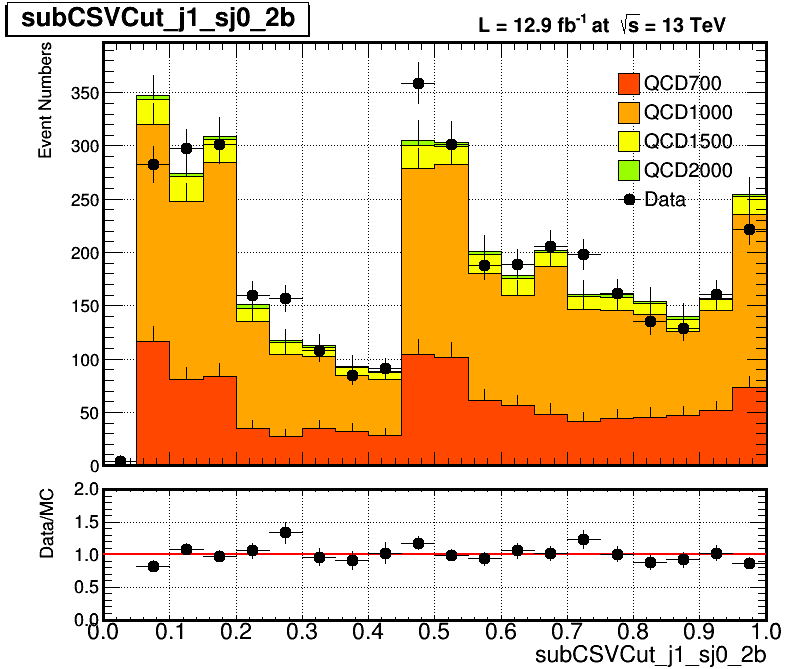 subCSVCut_j1_sj0_2b
L = 12.9 fb⁻¹ at √s = 13 TeV
Event Numbers
350
300
250
200
150
100
50
0
QCD700
QCD1000
QCD1500
QCD2000
Data
Data/MC
2.0
1.5
1.0
0.5
0.0
0.0 0.1 0.2 0.3 0.4 0.5 0.6 0.7 0.8 0.9 1.0
subCSVCut_j1_sj0_2b